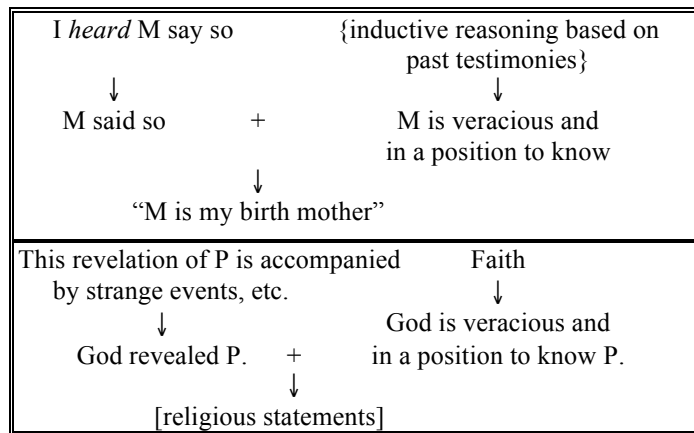 I heard M say so {inductive reasoning based on
past testimonies}
↓ ↓
M said so + M is veracious and
in a position to know
↓
“M is my birth mother”
This revelation of P is accompanied Faith
by strange events, etc. ↓
↓ God is veracious and
God revealed P. + in a position to know P.
↓
[religious statements]